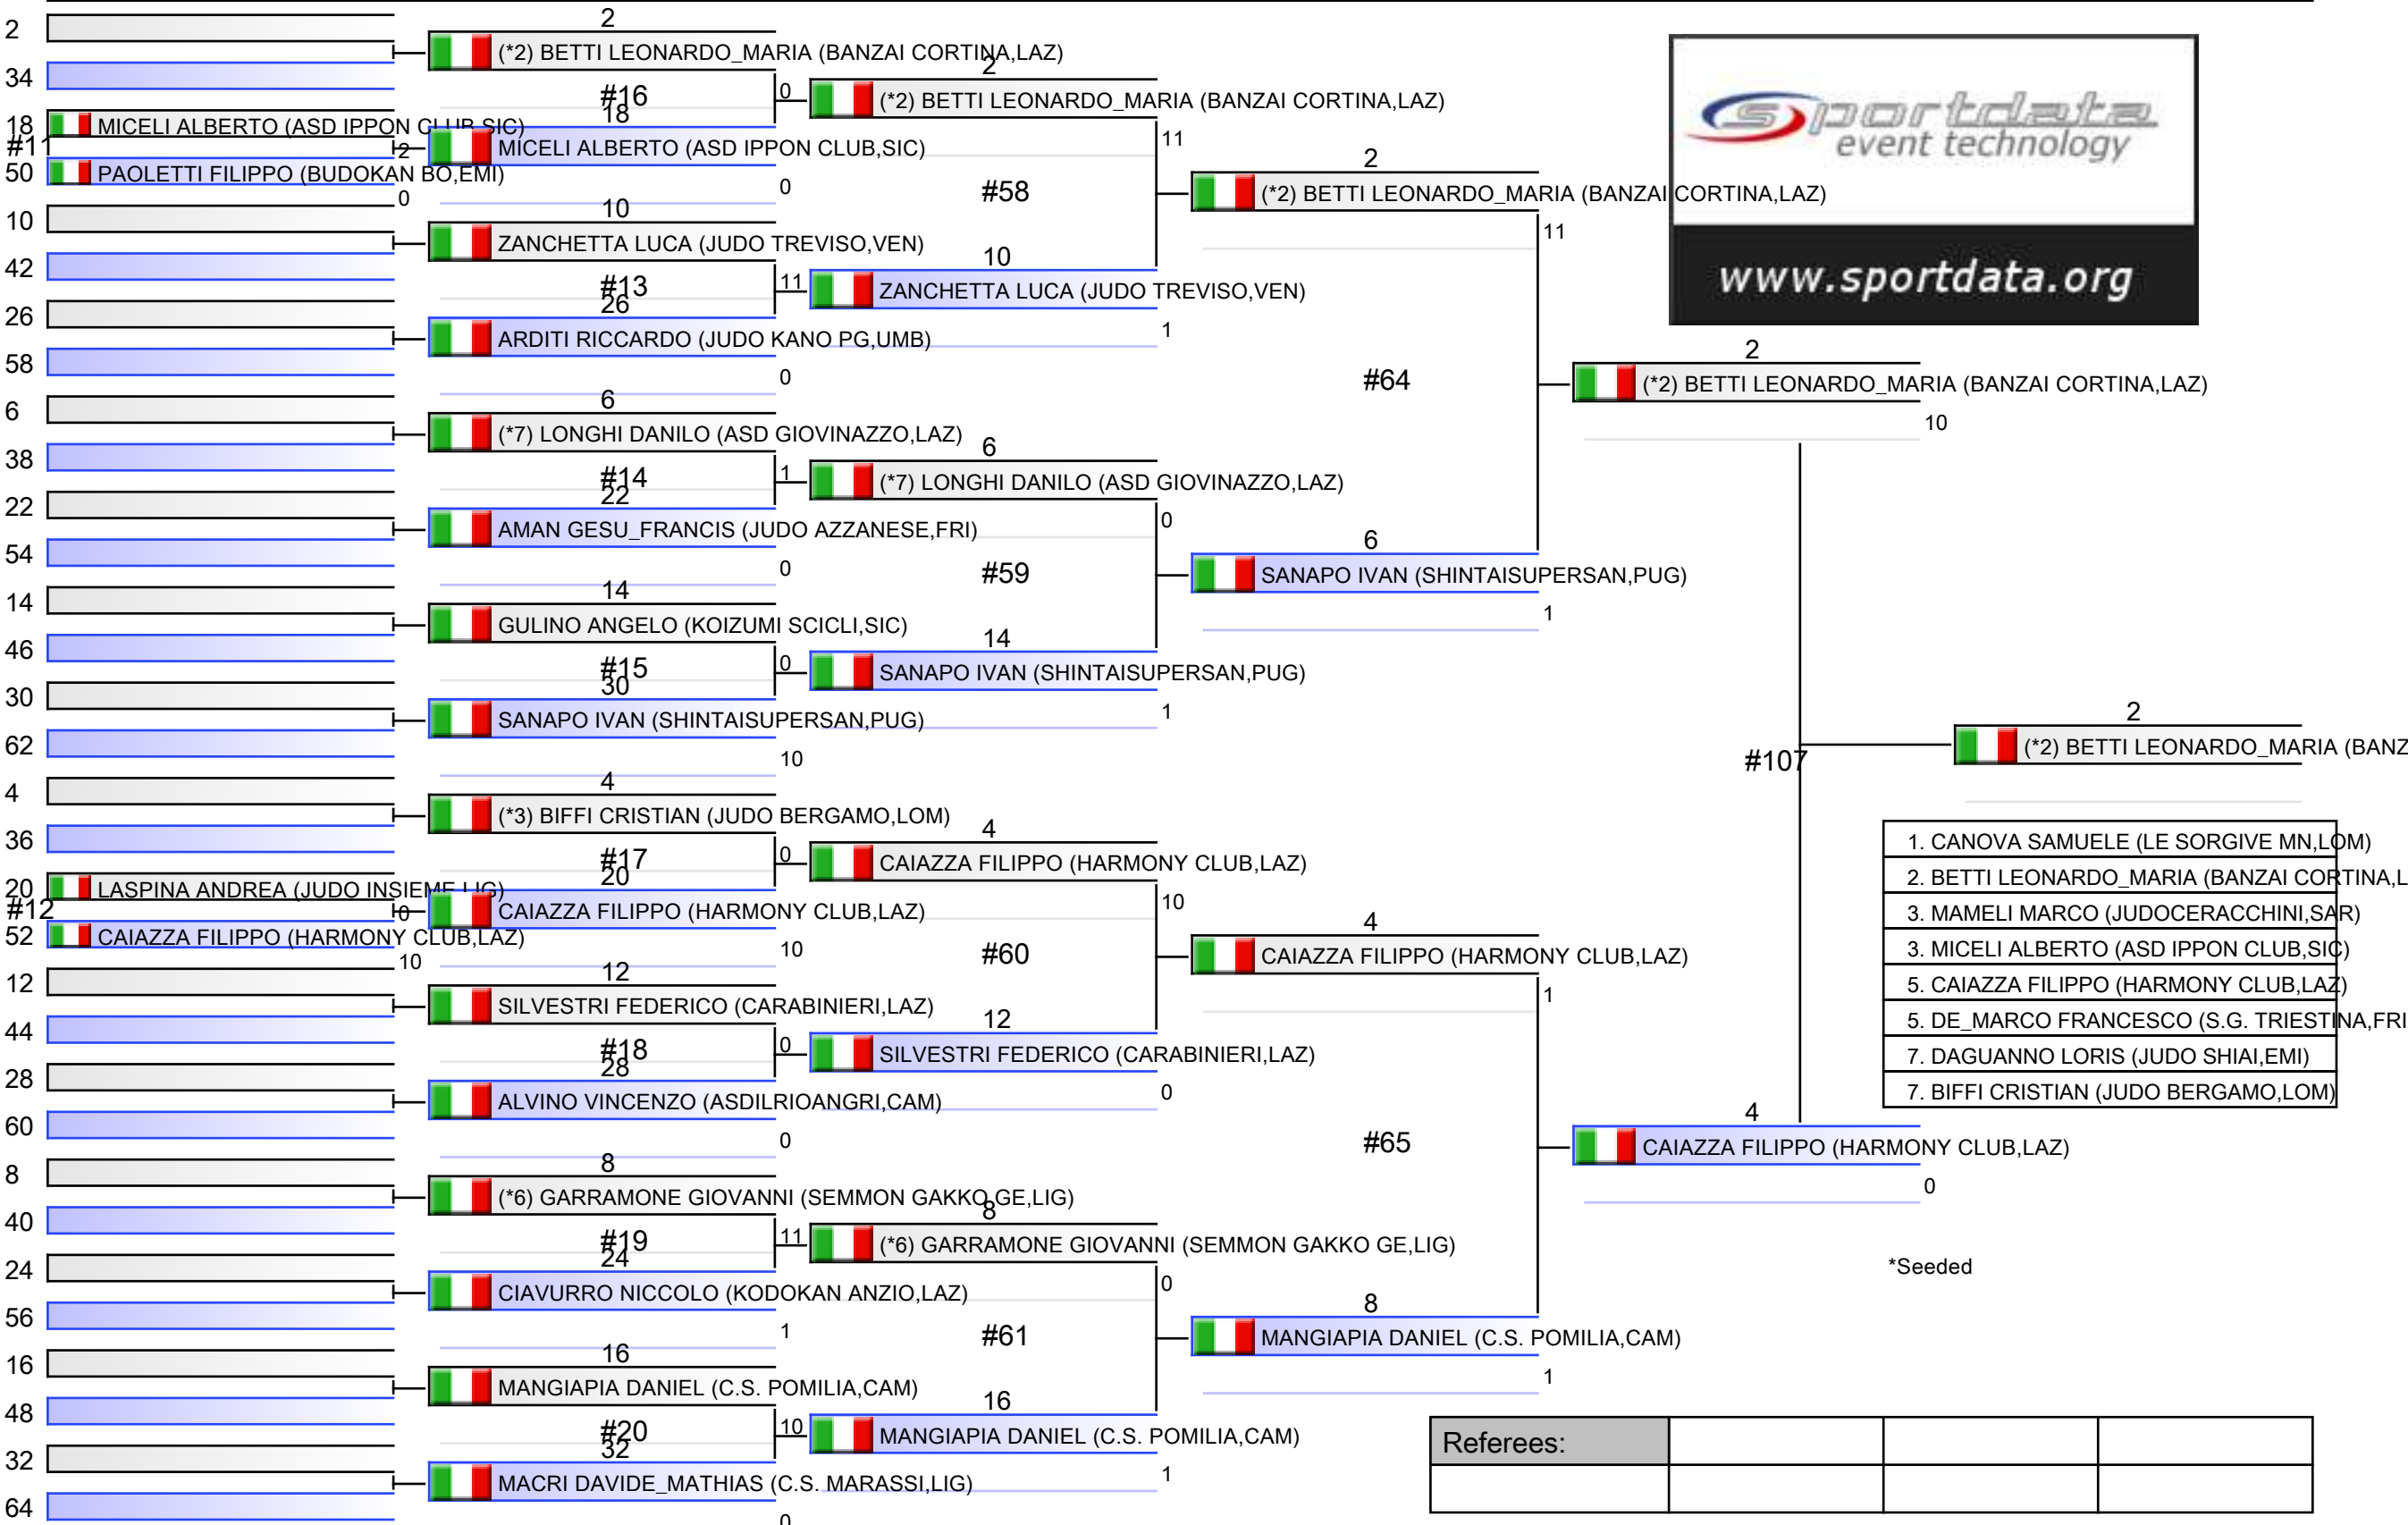 2
34
18 MICELI ALBERTO (ASD IPPON CLUB,SIC)
#11
2
50 PAOLETTI FILIPPO (BUDOKAN BO,EMI)
0
10
42
26
58
6
38
22
54
14
46
30
62
4
36
20 LASPINA ANDREA (JUDO INSIEME,LIG)
#12
0
52 CAIAZZA FILIPPO (HARMONY CLUB,LAZ)
10
12
44
28
60
8
40
24
56
16
48
32
64
2
(*2) BETTI LEONARDO_MARIA (BANZAI CORTINA,LAZ)
#16
0
18
MICELI ALBERTO (ASD IPPON CLUB,SIC)
0
10
ZANCHETTA LUCA (JUDO TREVISO,VEN)
#13
11
26
ARDITI RICCARDO (JUDO KANO PG,UMB)
0
6
(*7) LONGHI DANILO (ASD GIOVINAZZO,LAZ)
#14
1
22
AMAN GESU_FRANCIS (JUDO AZZANESE,FRI)
0
14
GULINO ANGELO (KOIZUMI SCICLI,SIC)
#15
0
30
SANAPO IVAN (SHINTAISUPERSAN,PUG)
10
4
(*3) BIFFI CRISTIAN (JUDO BERGAMO,LOM)
#17
0
20
CAIAZZA FILIPPO (HARMONY CLUB,LAZ)
10
12
SILVESTRI FEDERICO (CARABINIERI,LAZ)
#18
0
28
ALVINO VINCENZO (ASDILRIOANGRI,CAM)
0
8
(*6) GARRAMONE GIOVANNI (SEMMON GAKKO GE,LIG)
#19
11
24
CIAVURRO NICCOLO (KODOKAN ANZIO,LAZ)
1
16
MANGIAPIA DANIEL (C.S. POMILIA,CAM)
#20
10
32
MACRI DAVIDE_MATHIAS (C.S. MARASSI,LIG)
0
2
(*2) BETTI LEONARDO_MARIA (BANZAI CORTINA,LAZ)
11
#58
10
ZANCHETTA LUCA (JUDO TREVISO,VEN)
1
6
(*7) LONGHI DANILO (ASD GIOVINAZZO,LAZ)
0
#59
14
SANAPO IVAN (SHINTAISUPERSAN,PUG)
1
4
CAIAZZA FILIPPO (HARMONY CLUB,LAZ)
10
#60
12
SILVESTRI FEDERICO (CARABINIERI,LAZ)
0
8
(*6) GARRAMONE GIOVANNI (SEMMON GAKKO GE,LIG)
0
#61
16
MANGIAPIA DANIEL (C.S. POMILIA,CAM)
1
2
(*2) BETTI LEONARDO_MARIA (BANZAI CORTINA,LAZ)
11
#64
6
SANAPO IVAN (SHINTAISUPERSAN,PUG)
1
4
CAIAZZA FILIPPO (HARMONY CLUB,LAZ)
1
#65
8
MANGIAPIA DANIEL (C.S. POMILIA,CAM)
1
sportdata
event technology
www.sportdata.org
2
(*2) BETTI LEONARDO_MARIA (BANZAI CORTINA,LAZ)
10
#107
4
CAIAZZA FILIPPO (HARMONY CLUB,LAZ)
0
2
(*2) BETTI LEONARDO_MARIA (BANZ
1. CANOVA SAMUELE (LE SORGIVE MN,LOM)
2. BETTI LEONARDO_MARIA (BANZAI CORTINA,L
3. MAMELI MARCO (JUDOCERACCHINI,SAR)
3. MICELI ALBERTO (ASD IPPON CLUB,SIC)
5. CAIAZZA FILIPPO (HARMONY CLUB,LAZ)
5. DE_MARCO FRANCESCO (S.G. TRIESTINA,FRI
7. DAGUANNO LORIS (JUDO SHIAI,EMI)
7. BIFFI CRISTIAN (JUDO BERGAMO,LOM)
*Seeded
Referees: